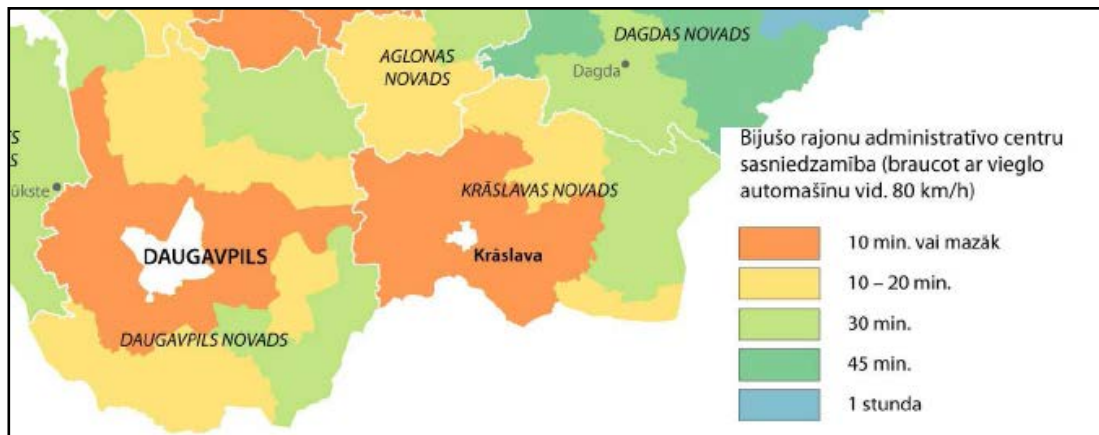 DAGDAS NOVADS
AGLONAS
NOVADS
Dagda
Bijušo rajonu administratīvo centru
sasniedzamība (braucot ar vieglo
automašīnu vid. 80 km/h)
ūkste
KRĀSLAVAS NOVADS
10 min. vai mazāk
DAUGAVPILS
Krāslava
10 – 20 min.
30 min.
DAUGAVPILS NOVADS
45 min.
1 stunda